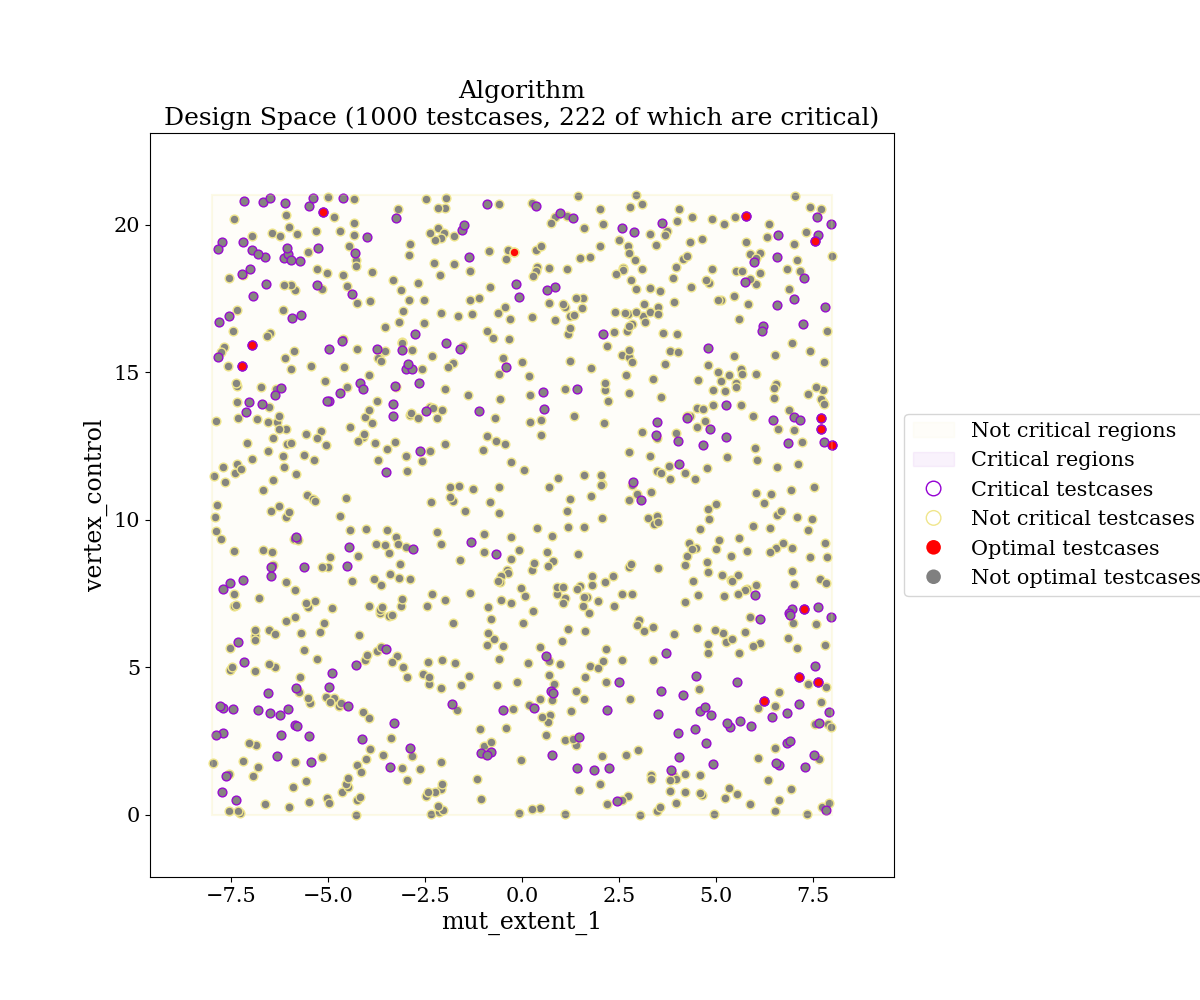 Algorithm
Design Space (1000 testcases, 222 of which are critical)
20
15
10
5
0
vertex_control
−7.5 −5.0 −2.5 0.0 2.5 5.0 7.5
mut_extent_1
Not critical regions
Critical regions
Critical testcases
Not critical testcases
Optimal testcases
Not optimal testcases